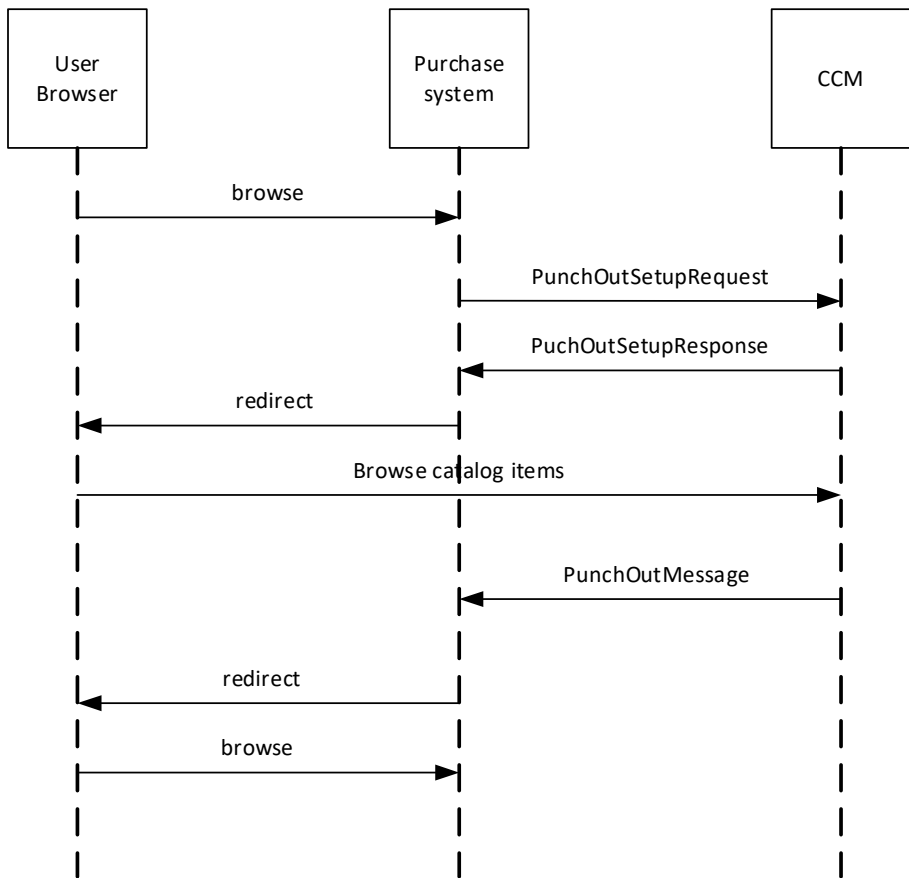 User
Browser
Purchase
system
CCM
browse
PunchOutSetupRequest
PuchOutSetupResponse
redirect
Browse catalog items
PunchOutMessage
redirect
browse